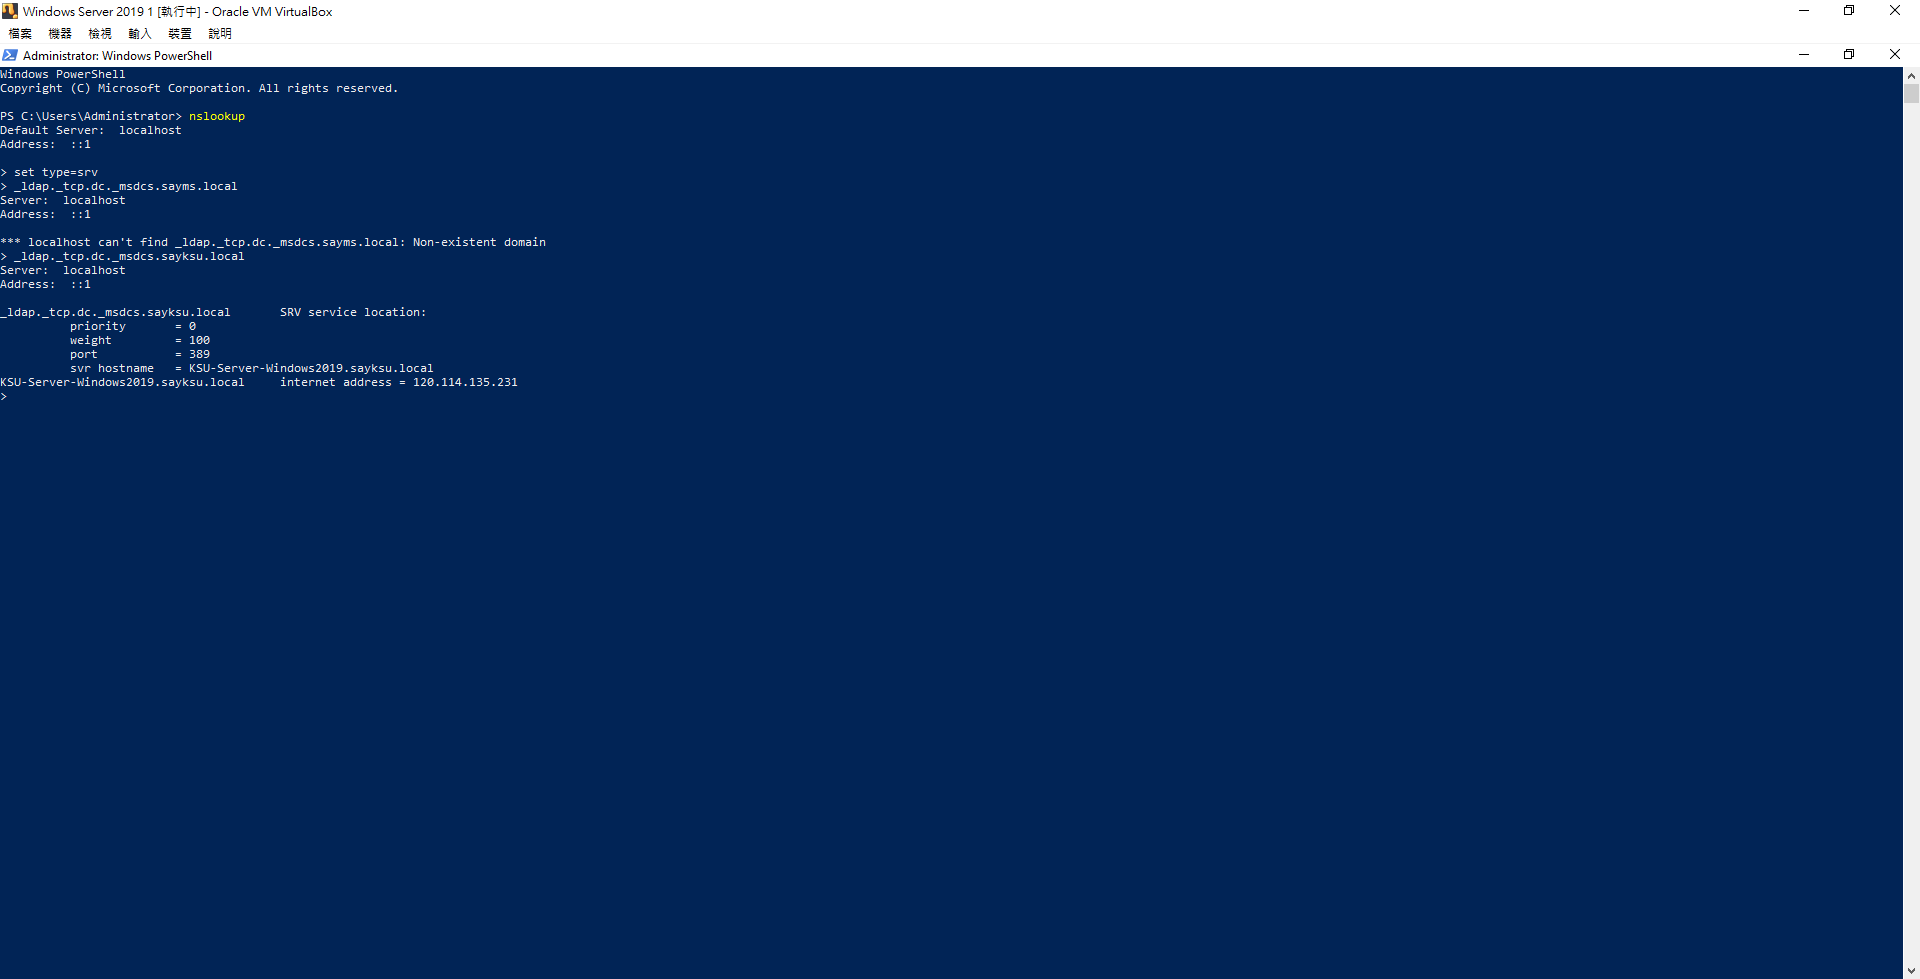 Windows Server 2019 1 [執行中] - Oracle VM VirtualBox
檔案 機器 檢視 輸入 裝置 說明
Administrator: Windows PowerShell
Windows PowerShell
Copyright (C) Microsoft Corporation. All rights reserved.
PS C:\Users\Administrator> nslookup
Default Server:  localhost
Address:  ::1
> set type=srv
> _ldap._tcp.dc._msdcs.sayms.local
Server:  localhost
Address:  ::1
*** localhost can't find _ldap._tcp.dc._msdcs.sayms.local: Non-existent domain
> _ldap._tcp.dc._msdcs.sayksu.local
Server:  localhost
Address:  ::1
_ldap._tcp.dc._msdcs.sayksu.local       SRV service location:
          priority       = 0
          weight         = 100
          port           = 389
          svr hostname   = KSU-Server-Windows2019.sayksu.local
KSU-Server-Windows2019.sayksu.local     internet address = 120.114.135.231
>